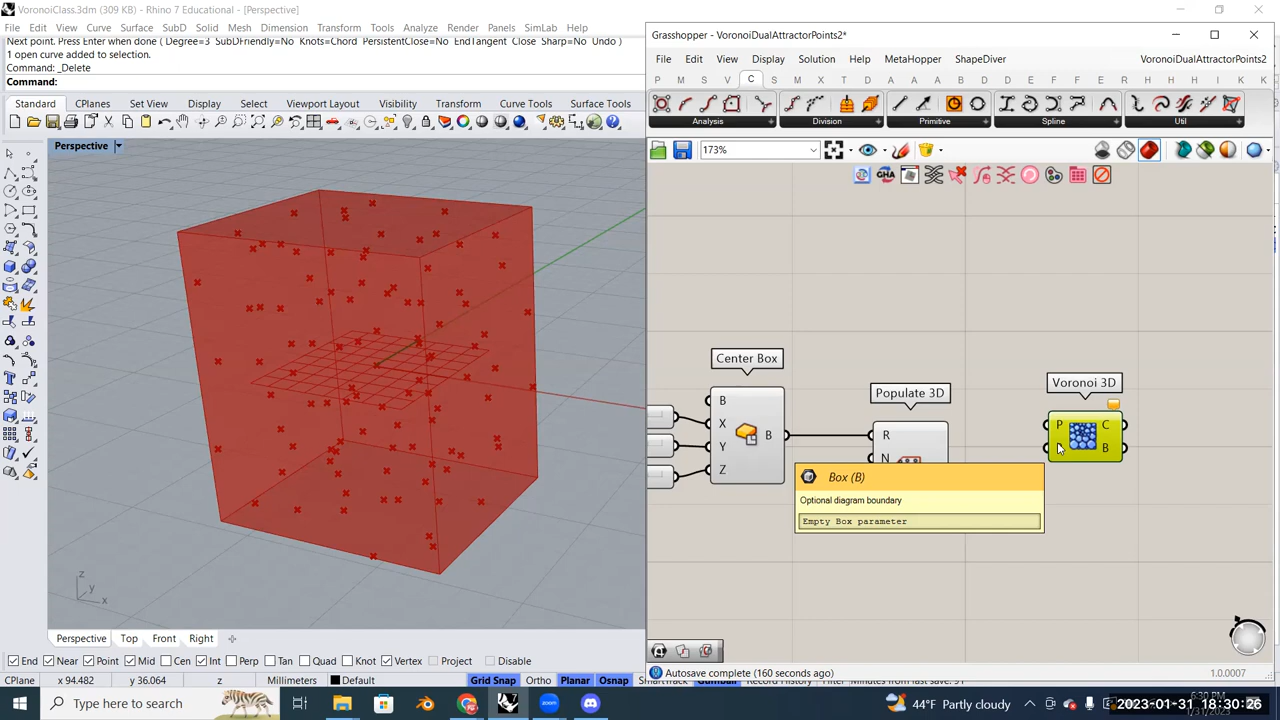 VoronoiClass.3dm (309 KB) - Rhino 7 Educational - [Perspective]
File Edit View Curve Surface SubD Solid Mesh Dimension Transform Tools Analyze Render Panels SimLab Help
Next point. Press Enter when done ( Degree=3 SubDFriendly=No Knots=Chord PersistentClose=No EndTangent Close Sharp=No Undo )
1 open curve added to selection.
Command: _Delete
Command:
Standard CPlanes Set View Display Select Viewport Layout Visibility Transform Curve Tools Surface Tools
Perspective
z
y
x
Perspective Top Front Right
End Near Point Mid Cen Int Perp Tan Quad Knot Vertex Project Disable
CPlane x 94.482 y 36.064 z Millimeters Default Grid Snap Ortho Planar Osnap SmartTrack Gumball
Grasshopper - VoronoiDualAttractorPoints2*
File Edit View Display Solution Help MetaHopper ShapeDiver VoronoiDualAttractorPoints2
P M S V C S M X T D A P A B E R H L K
Analysis Division Primitive Spline Util
173%
Center Box
B
X
Y
Z
B
Populate 3D
R
N
Voronoi 3D
P
C
B
Box (B)
Optional diagram boundary
Empty Box parameter
Autosave complete (160 seconds ago)
1.0.0007
Type here to search
zoom
44°F Partly cloudy
2023-01-31 18:30:26